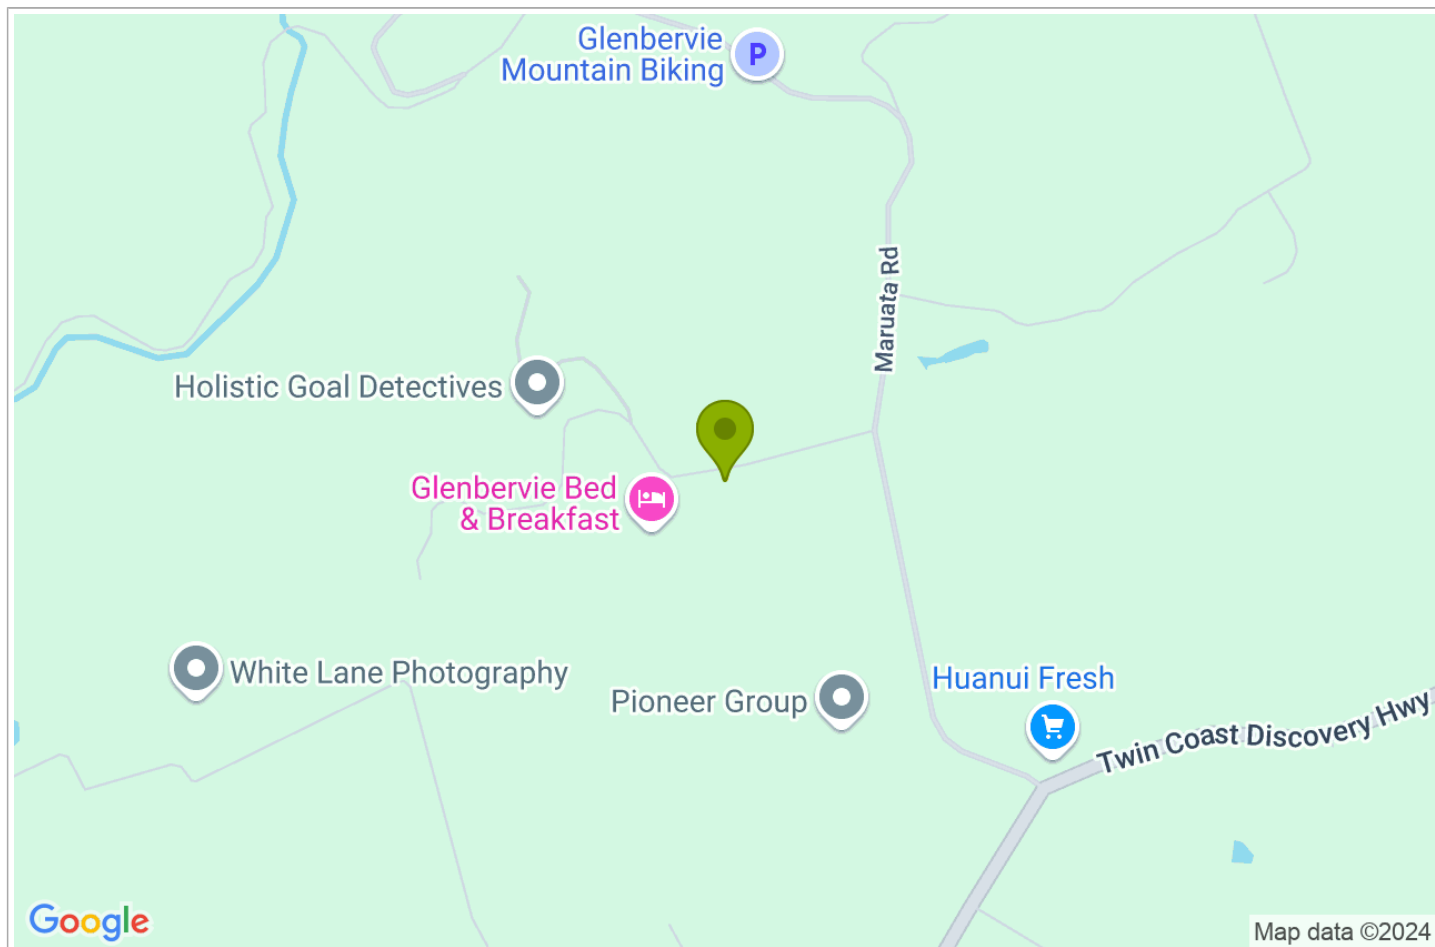 Glenbervie
Mountain Biking
P
Maruata Rd
Holistic Goal Detectives
Glenbervie Bed
& Breakfast
White Lane Photography
Pioneer Group
Huanui Fresh
Twin Coast Discovery Hwy
Google
Map data ©2024